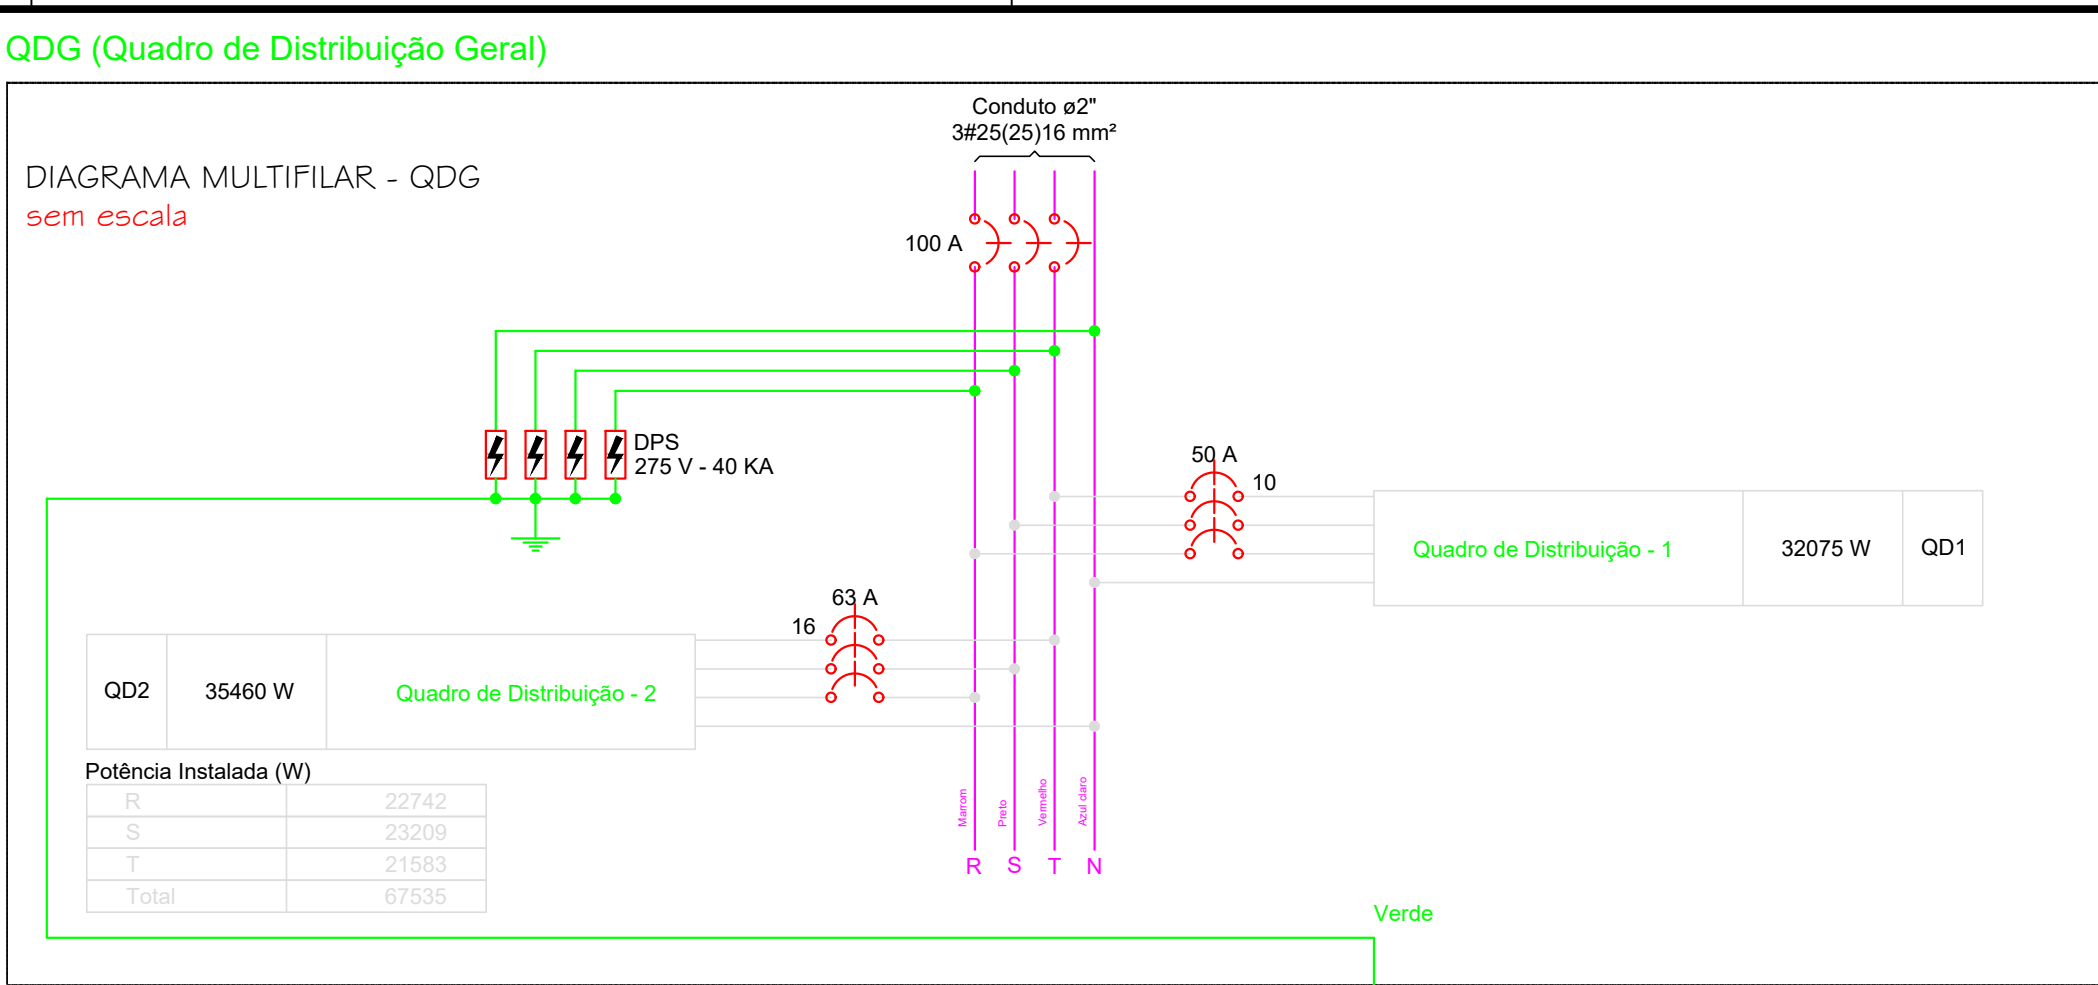 QDG (Quadro de Distribuição Geral)
Conduto ø2"
3#25(25)16 mm²
DIAGRAMA MULTIFILAR - QDG
sem escala
100 A
DPS
275 V - 40 KA
50 A
10
Quadro de Distribuição - 1
32075 W
QD1
63 A
16
QD2
35460 W
Quadro de Distribuição - 2
Potência Instalada (W)
R 22742
S 23209
T 21583
Total 67535
Marrom
Preto
Vermelho
Azul claro
R S T N
Verde